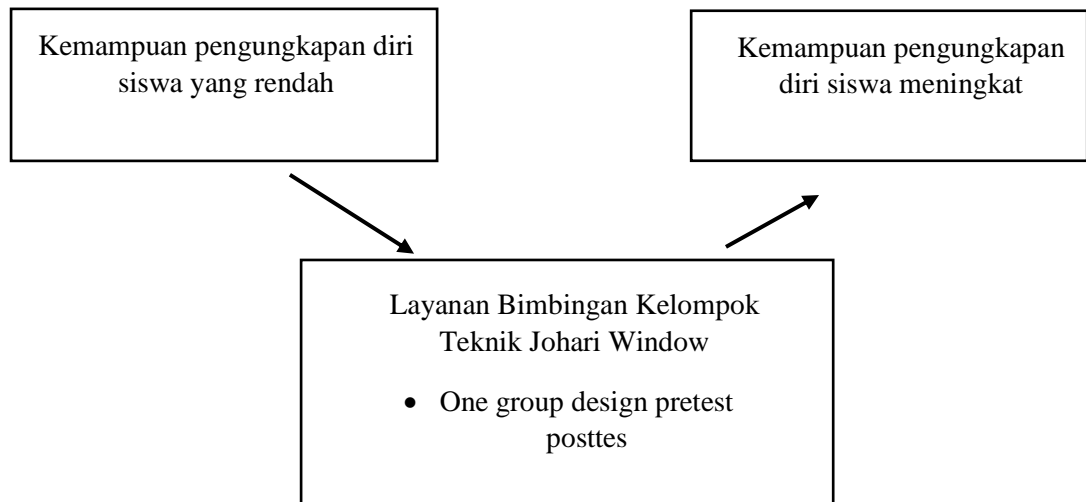 Kemampuan pengungkapan diri
siswa yang rendah
Kemampuan pengungkapan
diri siswa meningkat
Layanan Bimbingan Kelompok
Teknik Johari Window
• One group design pretest
posttes